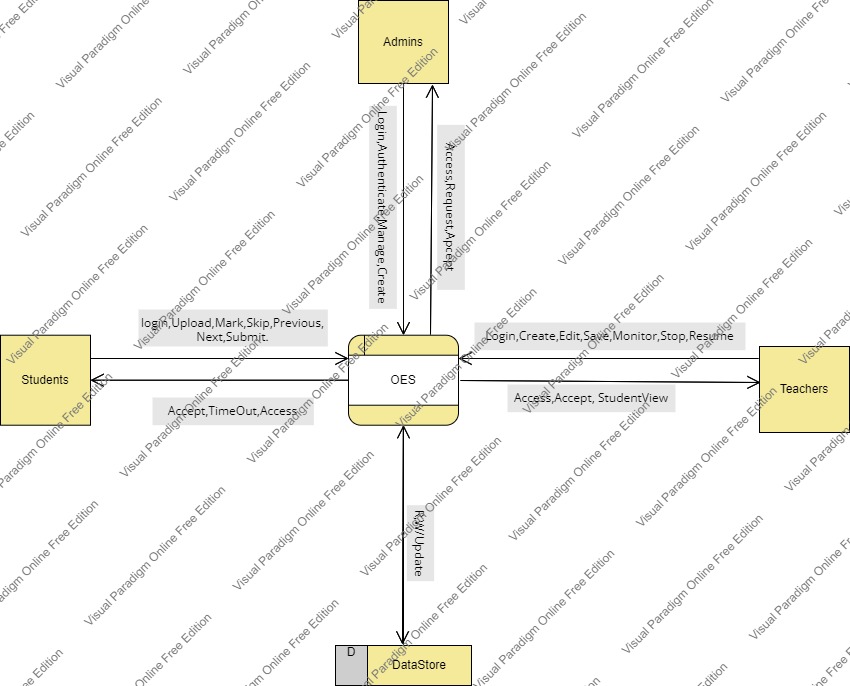 Admins
Login,Authenticate,Manage,Create
Access,Request,Apcept
login,Upload,Mark,Skip,Previous,
Next,Submit.
Login,Create,Edit,Save,Monitor,Stop,Resume
Students
OES
Teachers
Accept,TimeOut,Access
Access,Accept, StudentView
R/W/Update
D
DataStore
Visual Paradigm Online Free Edition